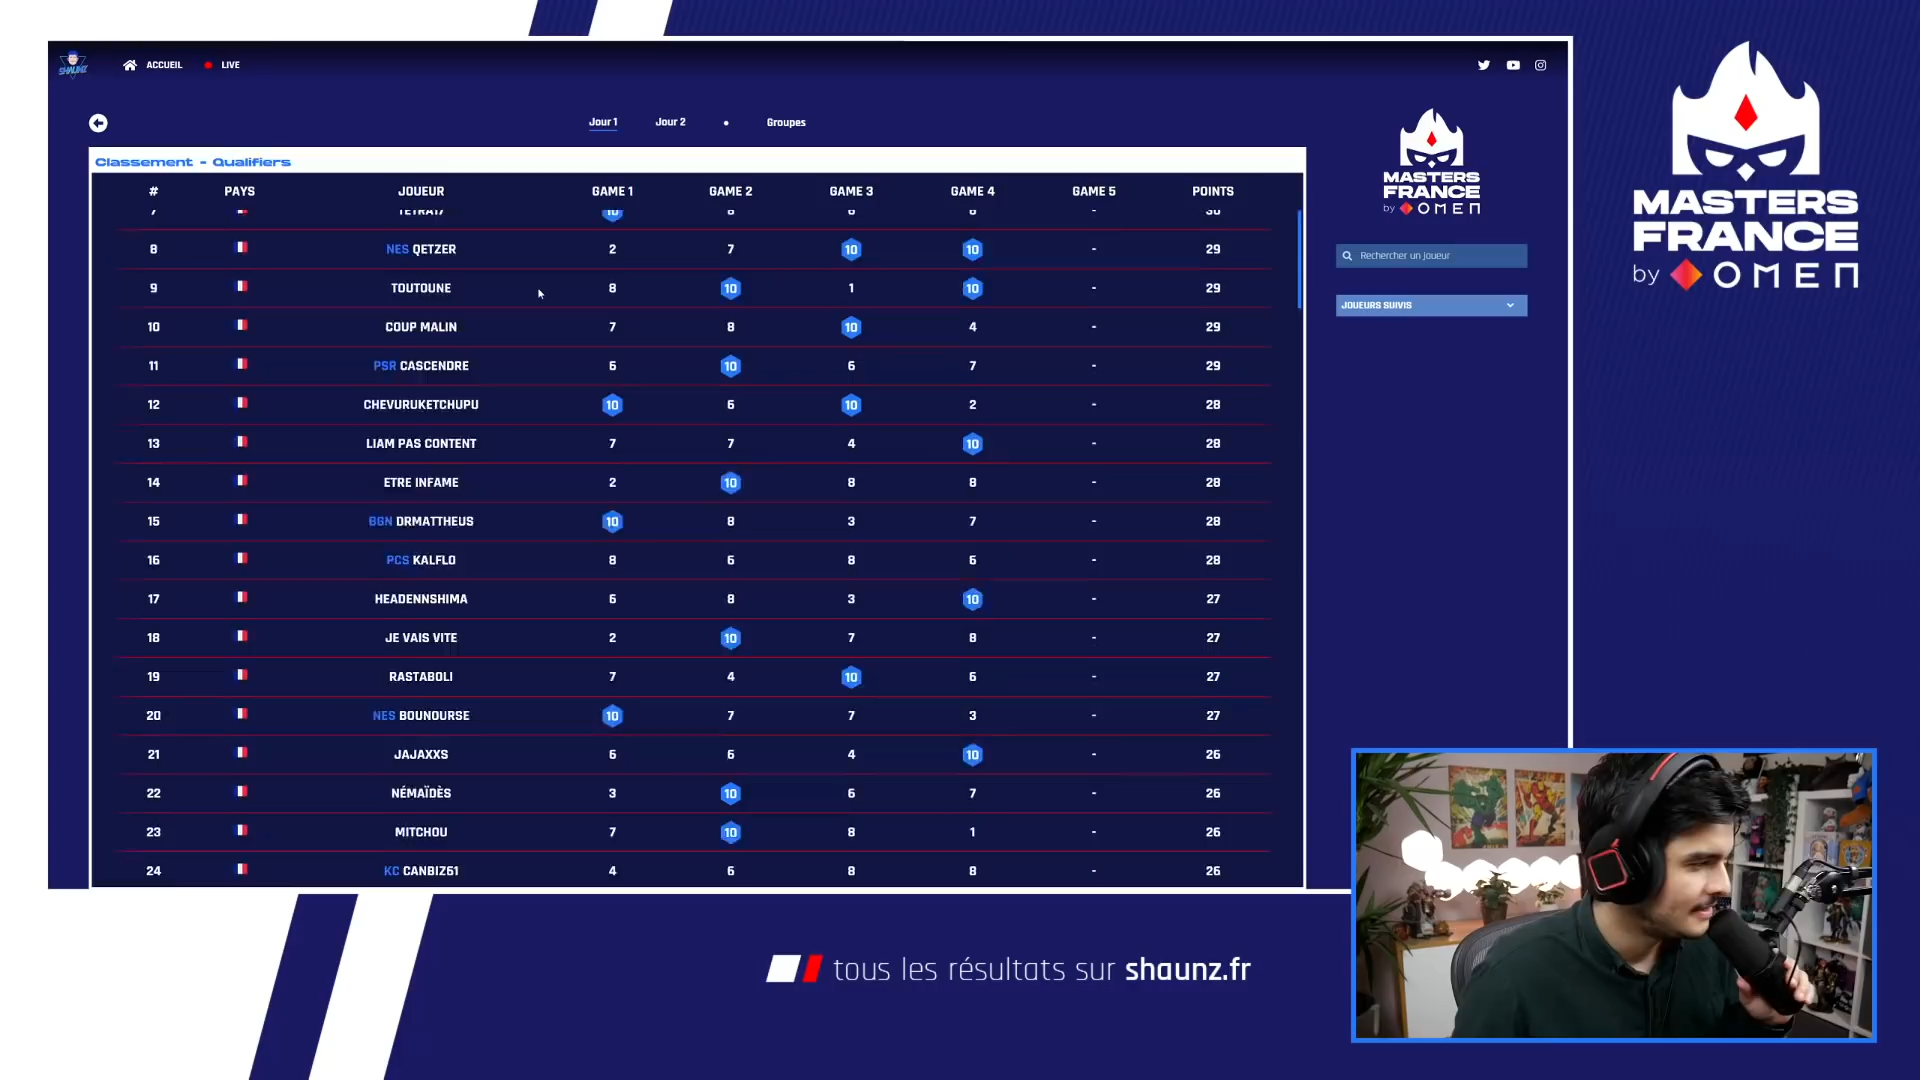 SHAUNZ
ACCUEIL LIVE
Jour 1 Jour 2 • Groupes
Classement - Qualifiers
# PAYS JOUEUR GAME 1 GAME 2 GAME 3 GAME 4 GAME 5 POINTS
7 TETRA17 10 6 6 8 - 30
8 NES QETZER 2 7 10 10 - 29
9 TOUTOUNE 8 10 1 10 - 29
10 COUP MALIN 7 8 10 4 - 29
11 PSR CASCENDRE 6 10 6 7 - 29
12 CHEVURUKETCHUPU 10 6 10 2 - 28
13 LIAM PAS CONTENT 7 7 4 10 - 28
14 ETRE INFAME 2 10 8 8 - 28
15 BGN DRMATTHEUS 10 8 3 7 - 28
16 PCS KALFLO 8 6 8 6 - 28
17 HEADENNSHIMA 6 8 3 10 - 27
18 JE VAIS VITE 2 10 7 8 - 27
19 RASTABOLI 7 4 10 6 - 27
20 NES BOUNOURSE 10 7 7 3 - 27
21 JAJAXXS 6 6 4 10 - 26
22 NÉMAÏDÈS 3 10 6 7 - 26
23 MITCHOU 7 10 8 1 - 26
24 KC CANBIZ61 4 6 8 8 - 26
MASTERS
FRANCE
by OMEN
Rechercher un joueur
JOUEURS SUIVIS
MASTERS
FRANCE
by OMEN
tous les résultats sur shaunz.fr